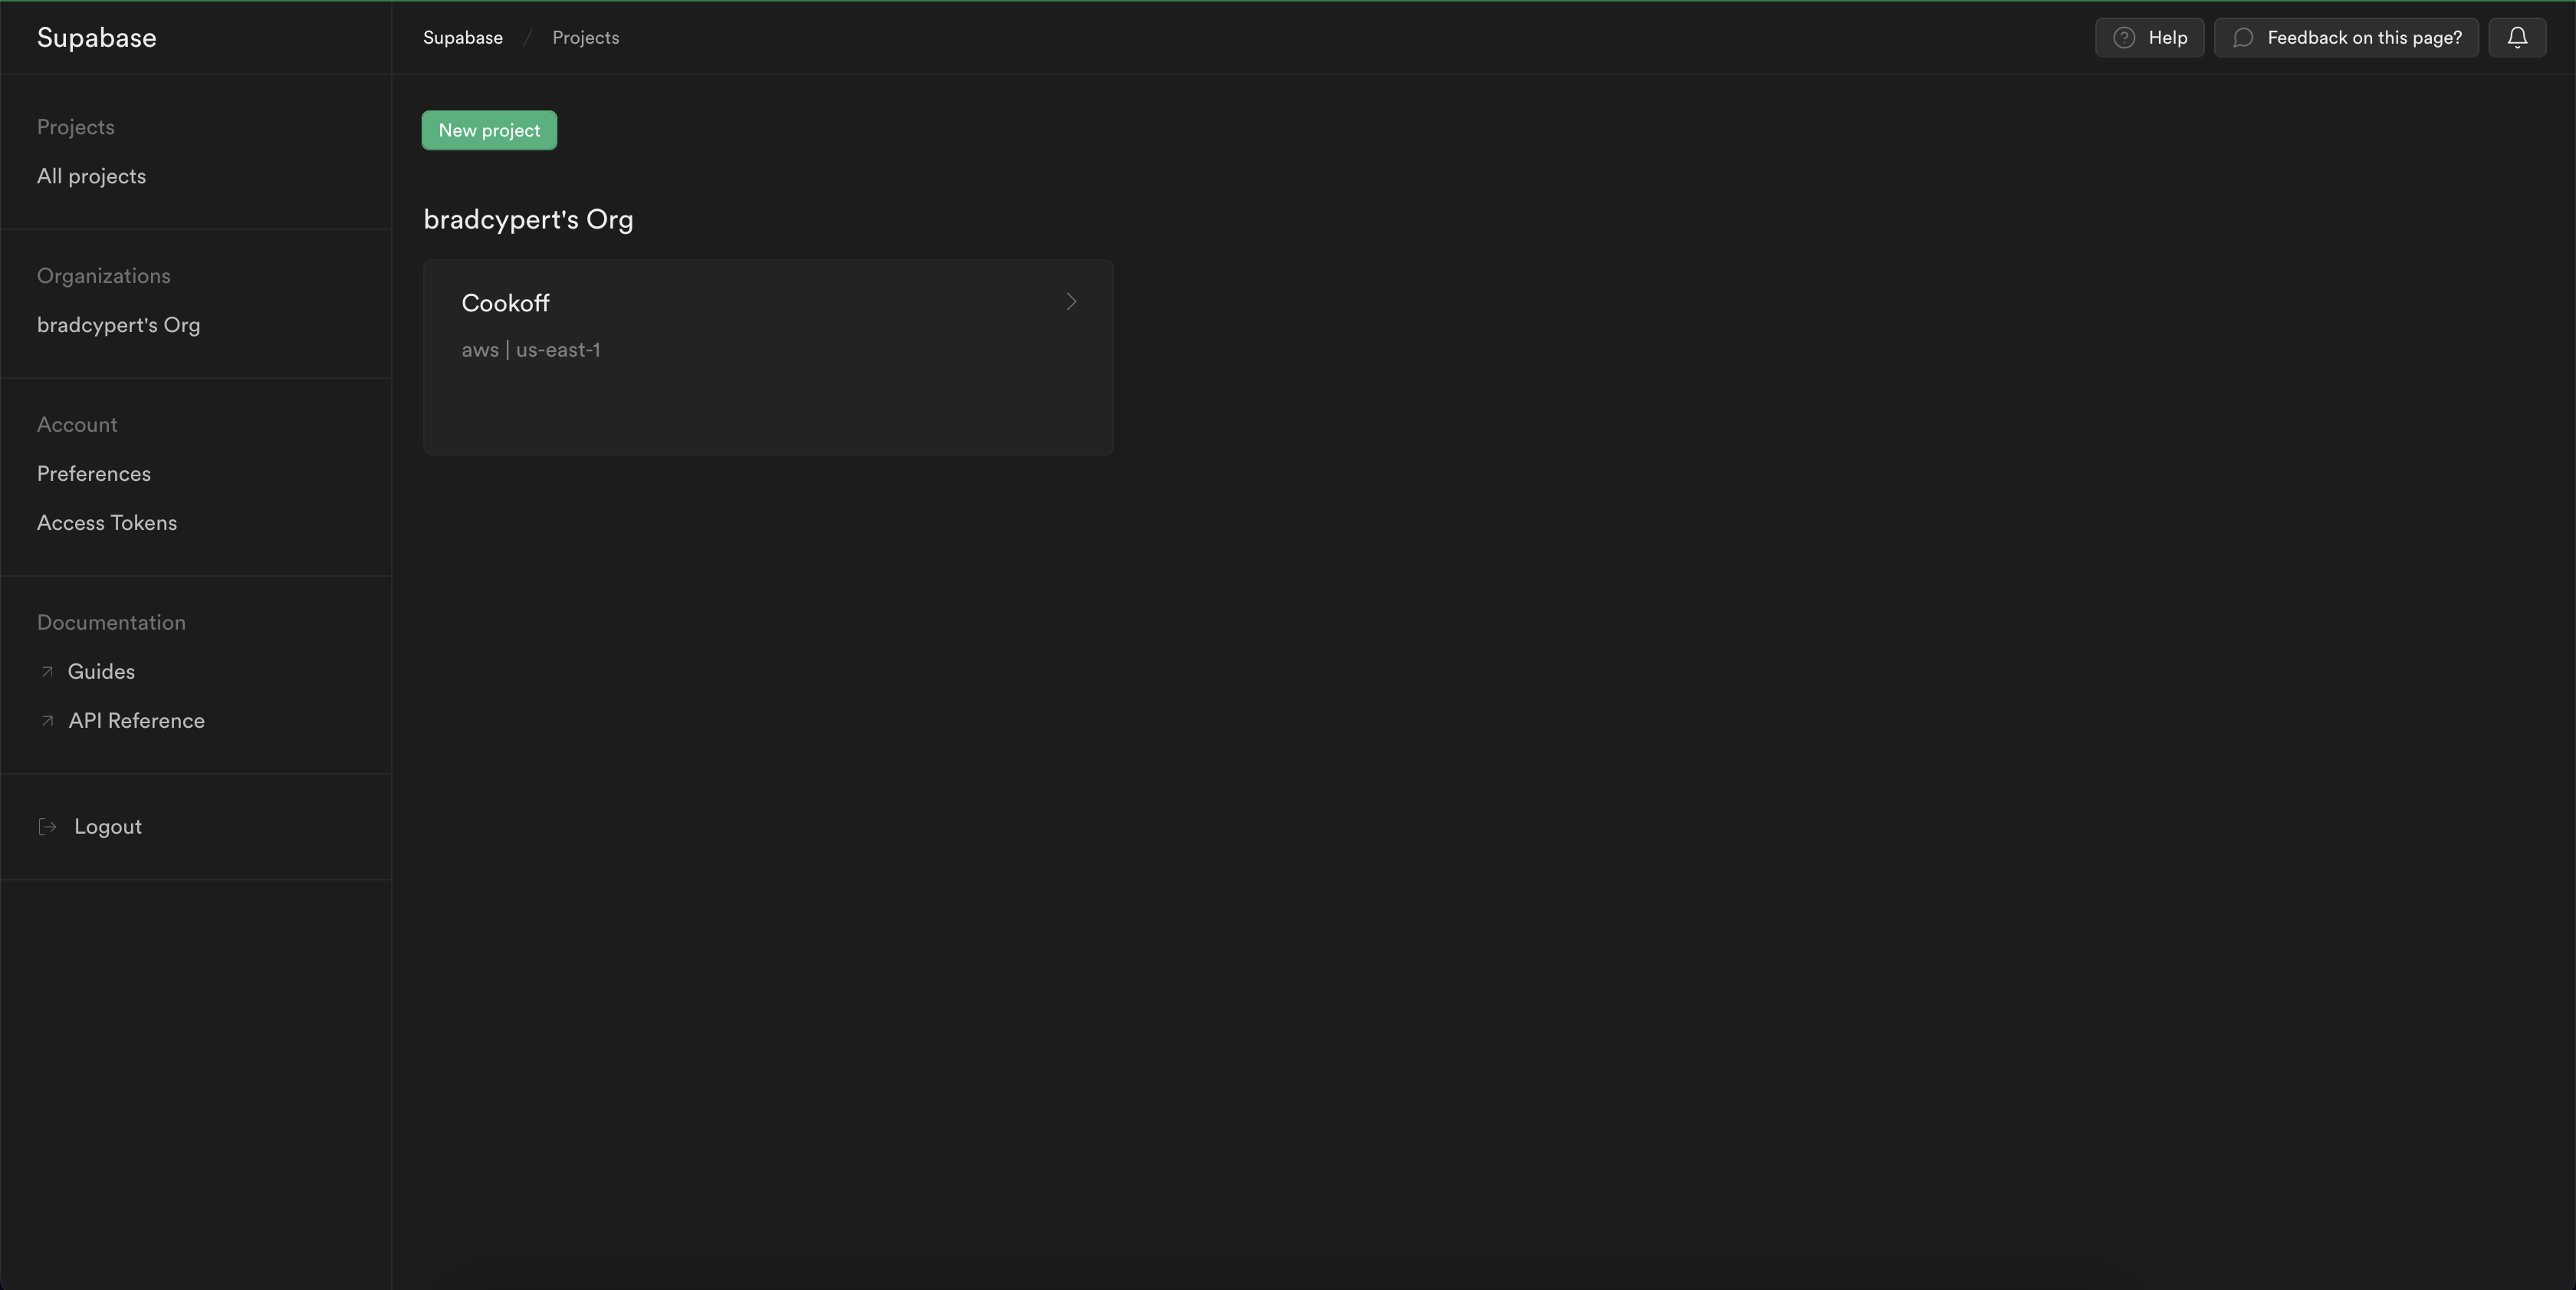 Supabase
Supabase / Projects
Help
Feedback on this page?
Projects
All projects
Organizations
bradcypert's Org
Account
Preferences
Access Tokens
Documentation
Guides
API Reference
Logout
New project
bradcypert's Org
Cookoff
aws | us-east-1